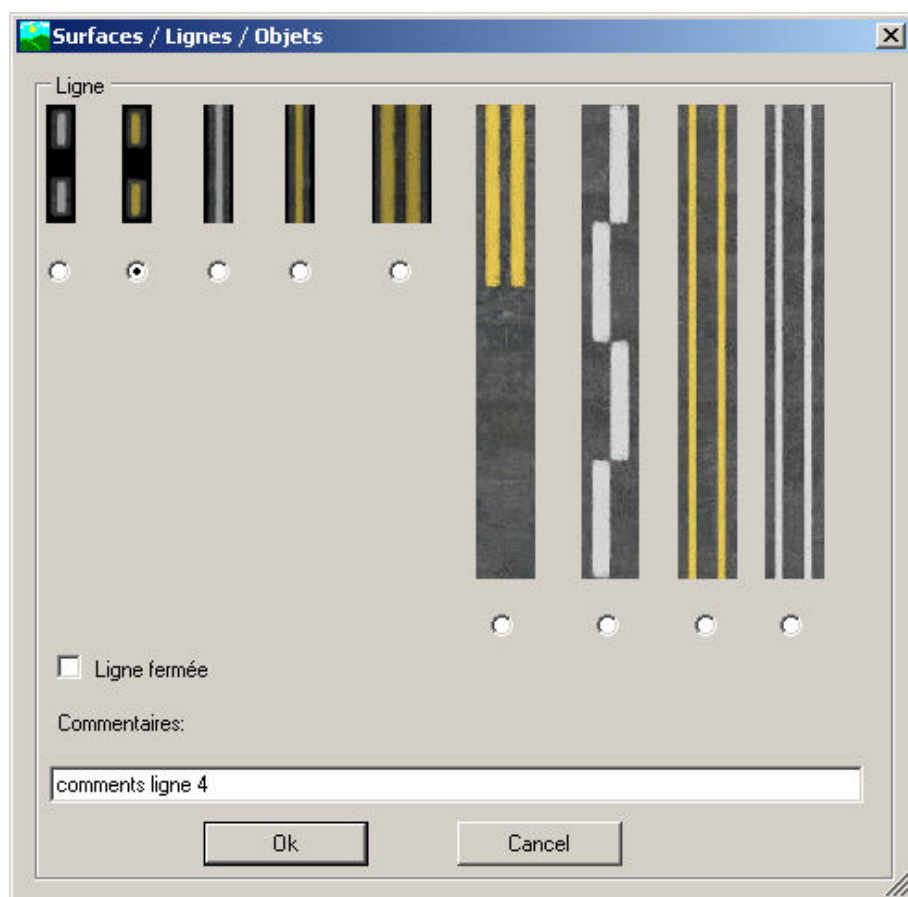 Surfaces / Lignes / Objets
Ligne
Ligne fermée
Commentaires:
comments ligne 4
Ok
Cancel